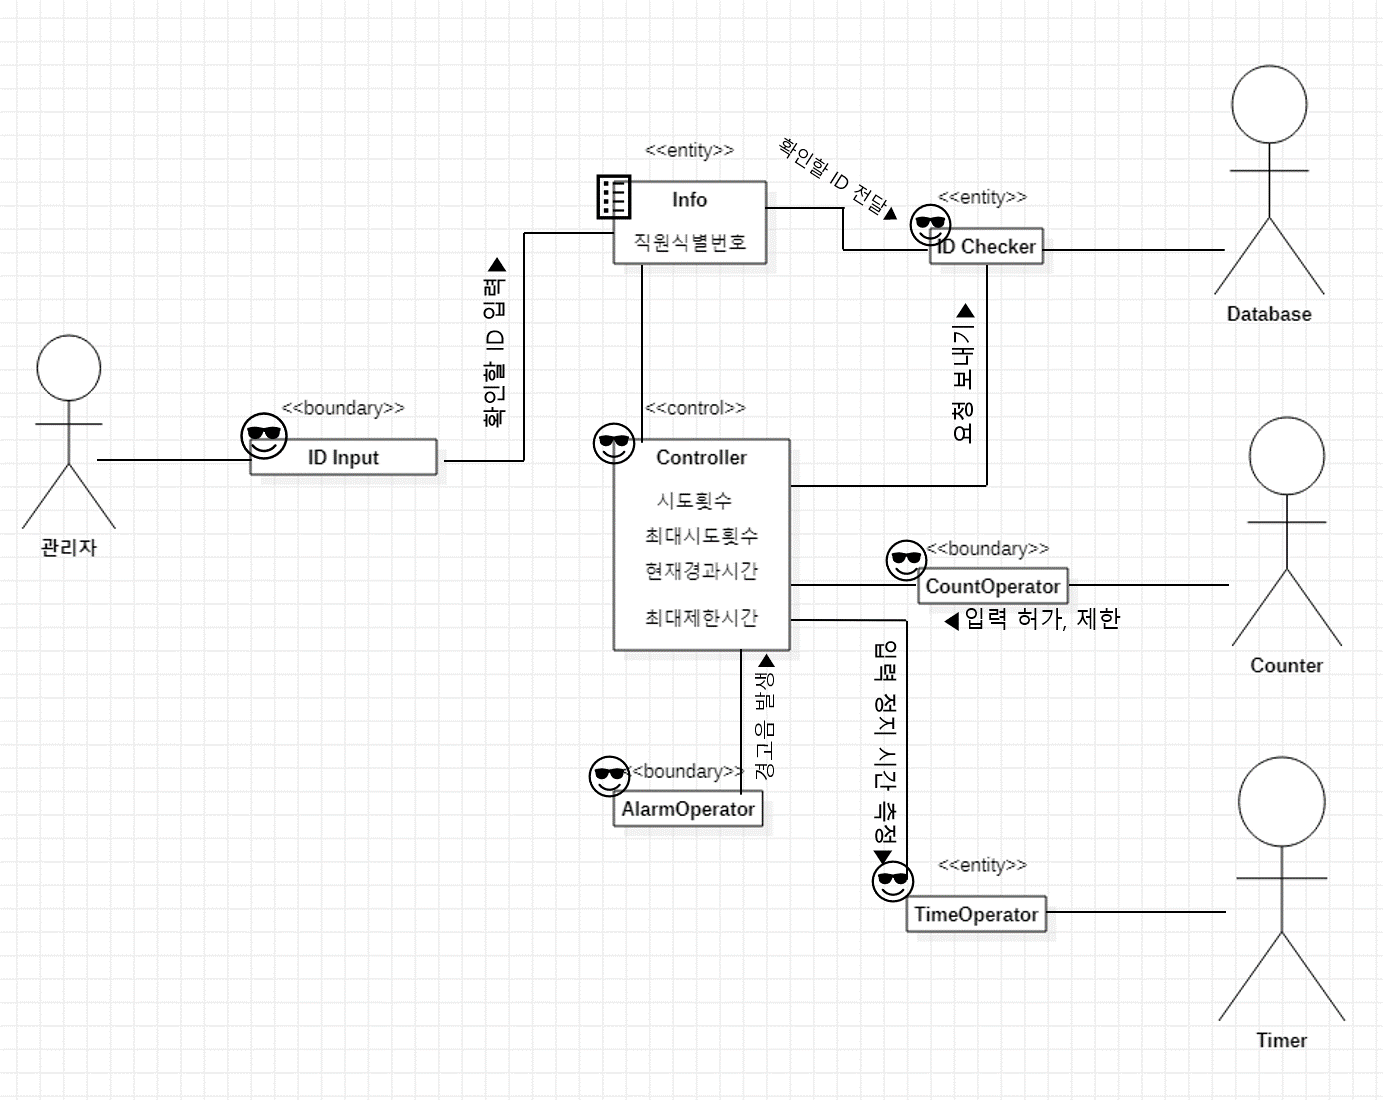 <<entity>>
Info
직원식별번호
확인할 ID 전달▲
<<entity>>
ID Checker
Database
확인할 ID 입력▶
요청 보내기▶
관리자
<<boundary>>
ID Input
<<control>>
Controller
시도횟수
최대시도횟수
현재경과시간
최대제한시간
<<boundary>>
CountOperator
◀입력 허가, 제한
Counter
경고음 발생▶
입력 정지 시간 측정▶
<<boundary>>
AlarmOperator
<<entity>>
TimeOperator
Timer